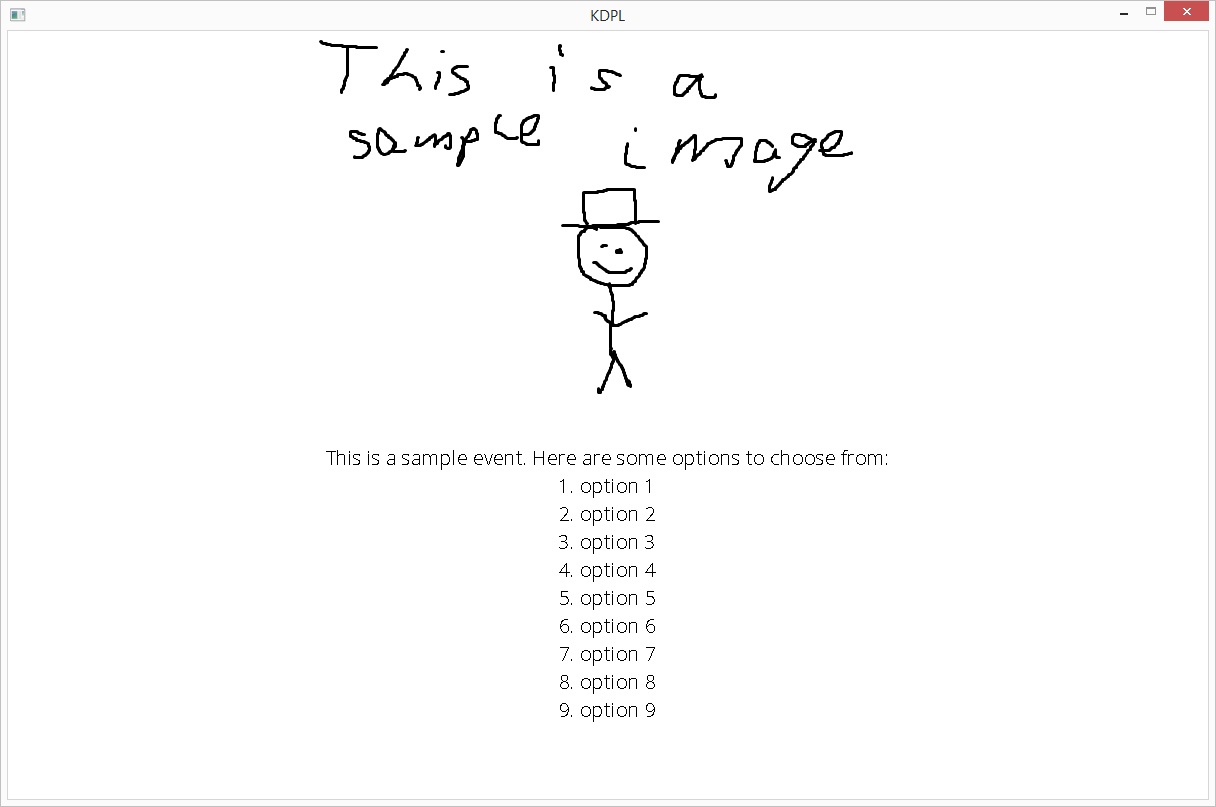 KDPL
This is a
sample image
This is a sample event. Here are some options to choose from:
1. option 1
2. option 2
3. option 3
4. option 4
5. option 5
6. option 6
7. option 7
8. option 8
9. option 9